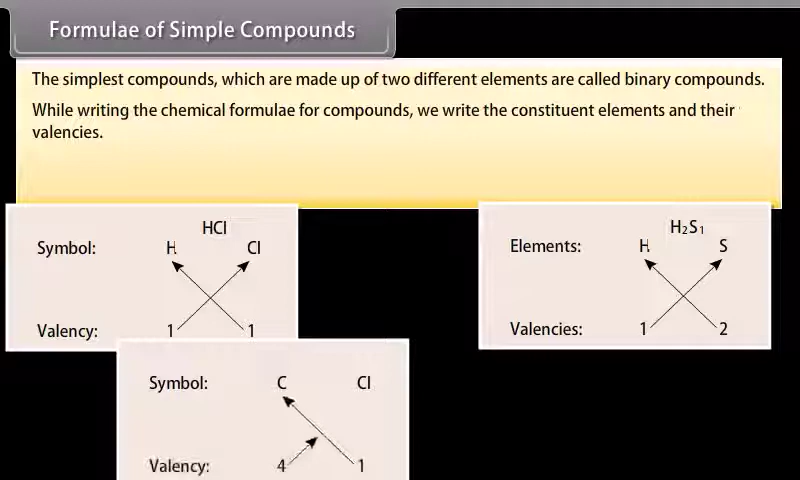 Formulae of Simple Compounds
The simplest compounds, which are made up of two different elements are called binary compounds.
While writing the chemical formulae for compounds, we write the constituent elements and their
valencies.
HCl
Symbol: H Cl
Valency: 1 1
H₂S₁
Elements: H S
Valencies: 1 2
Symbol: C Cl
Valency: 4 1